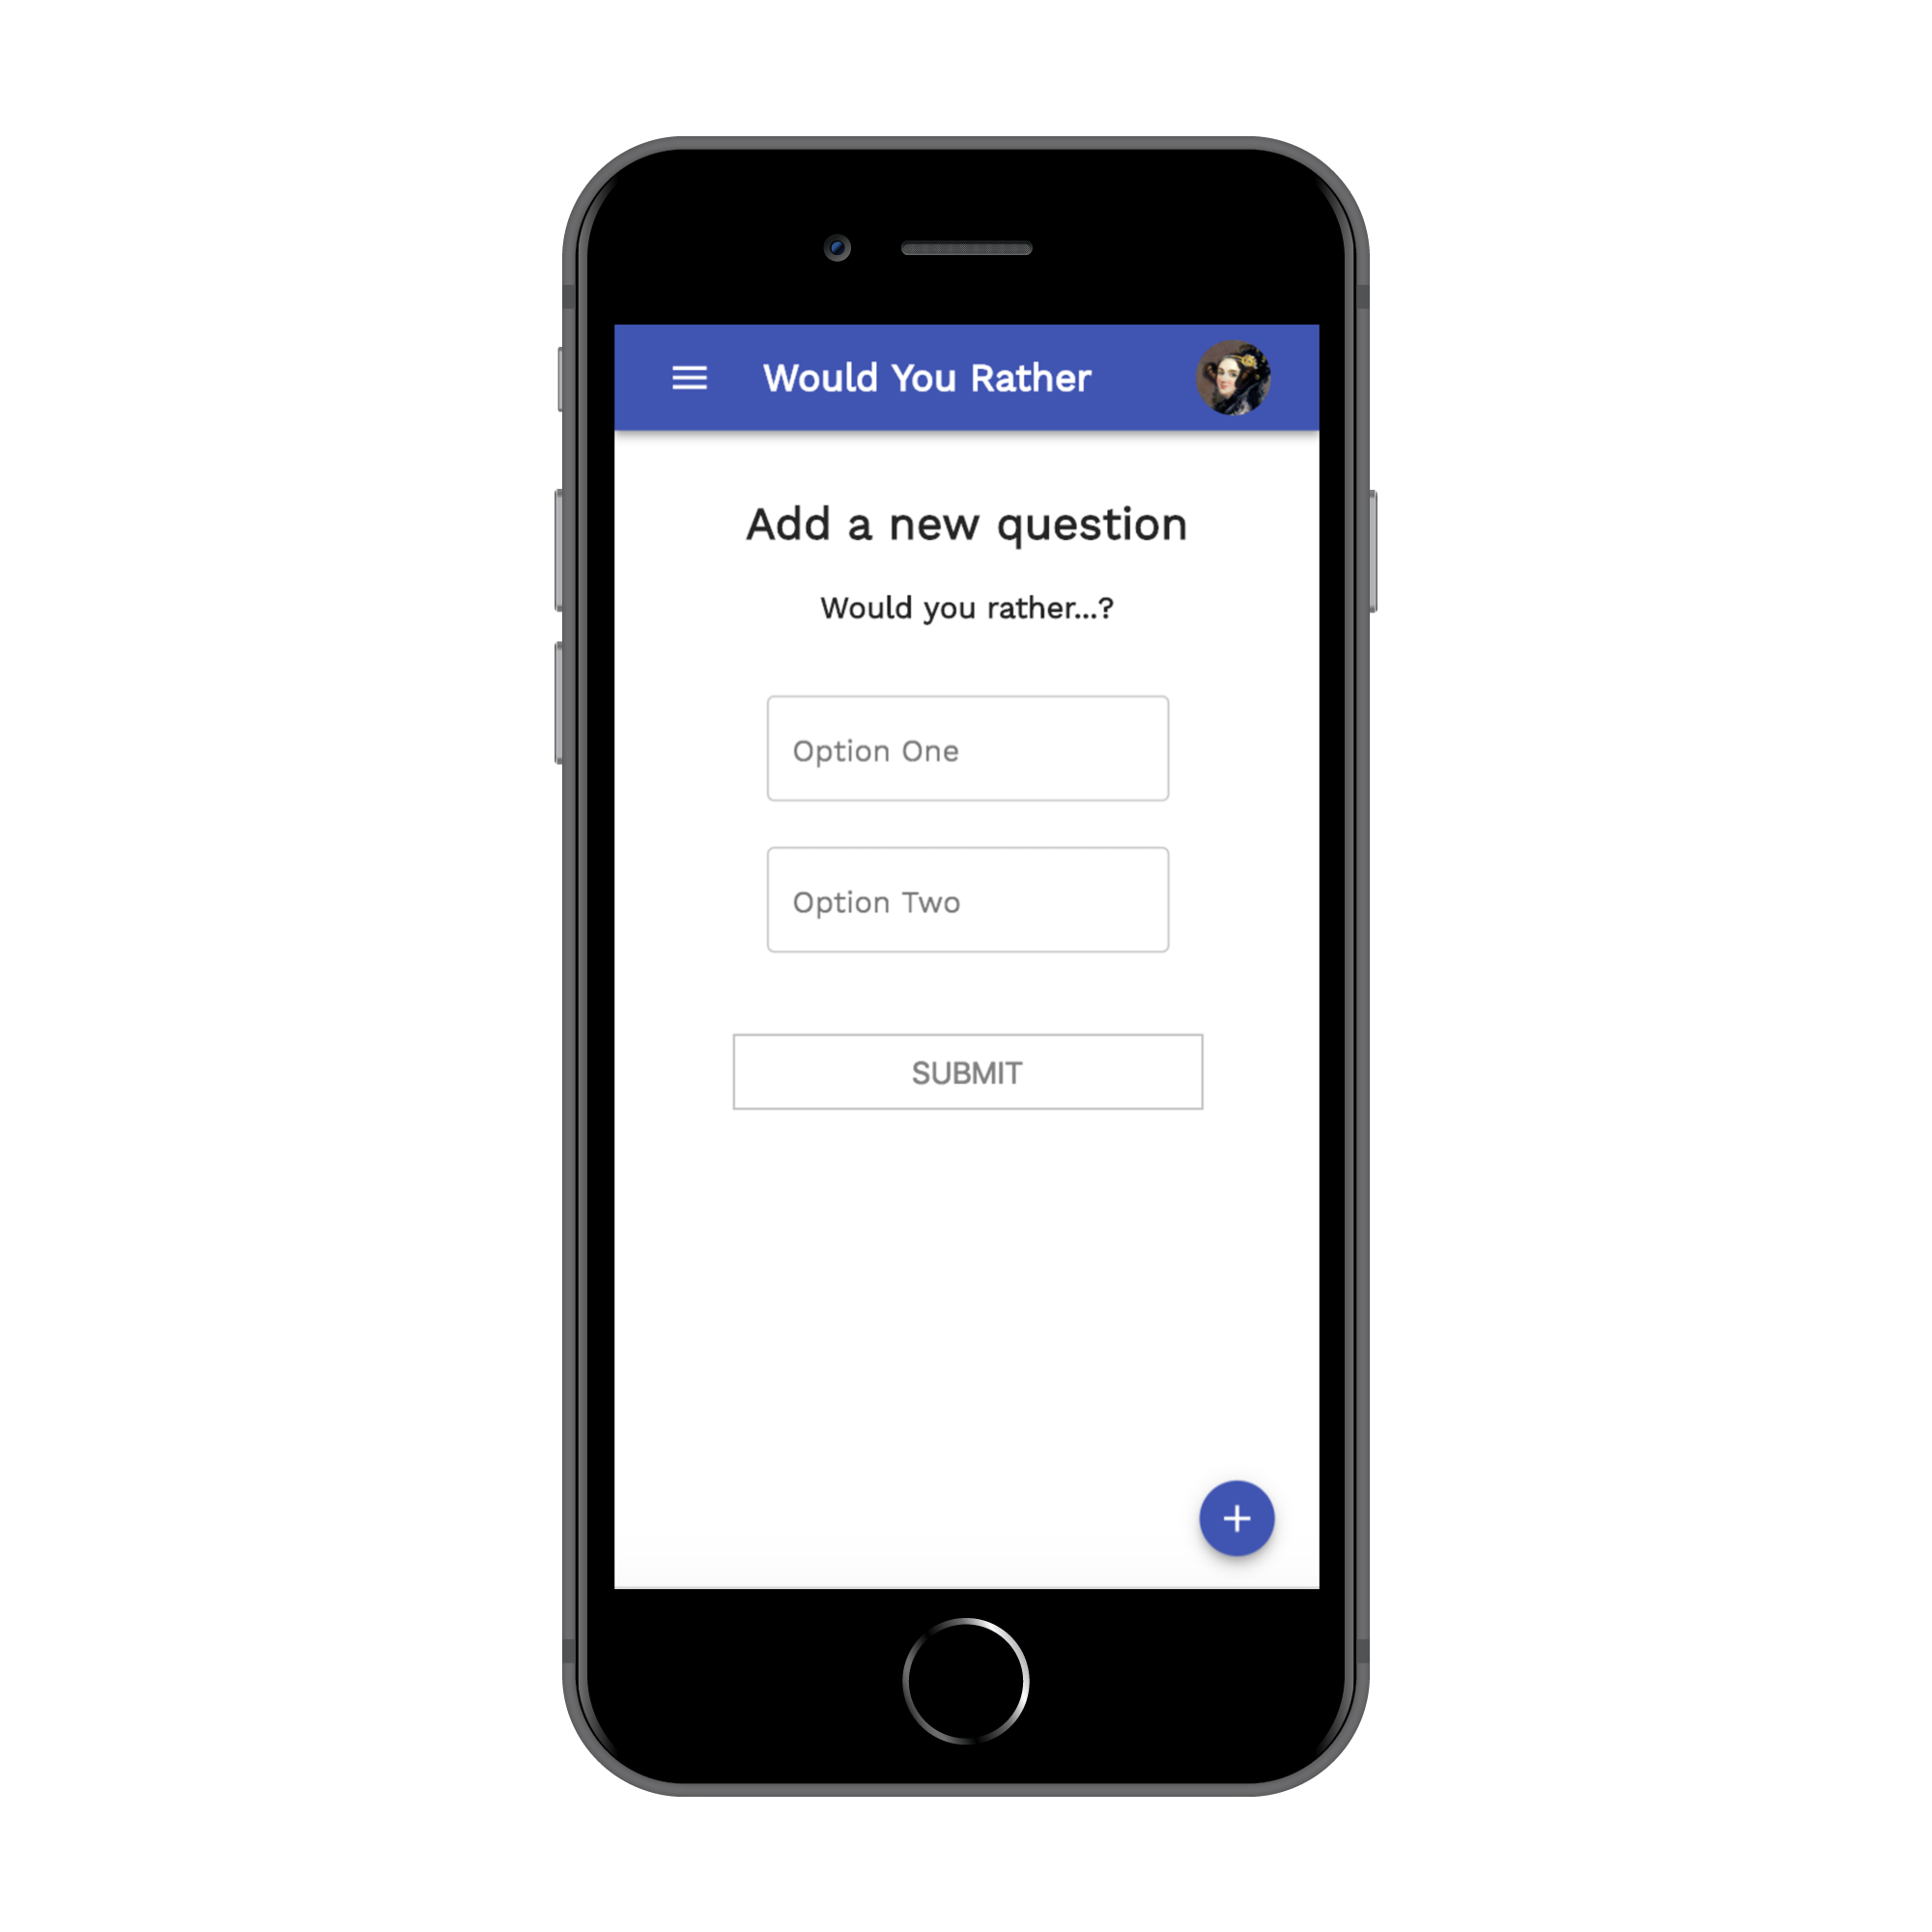 Would You Rather
Add a new question
Would you rather...?
Option One
Option Two
SUBMIT